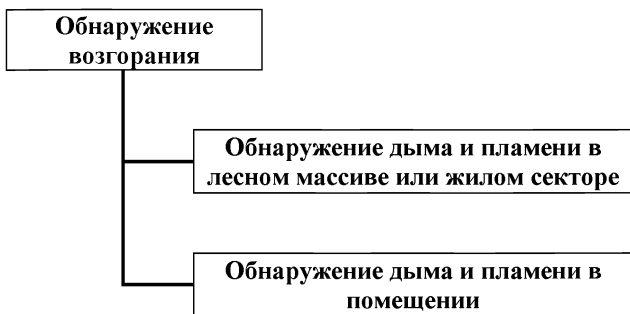 Обнаружение
возгорания
Обнаружение дыма и пламени в
лесном массиве или жилом секторе
Обнаружение дыма и пламени в
помещении